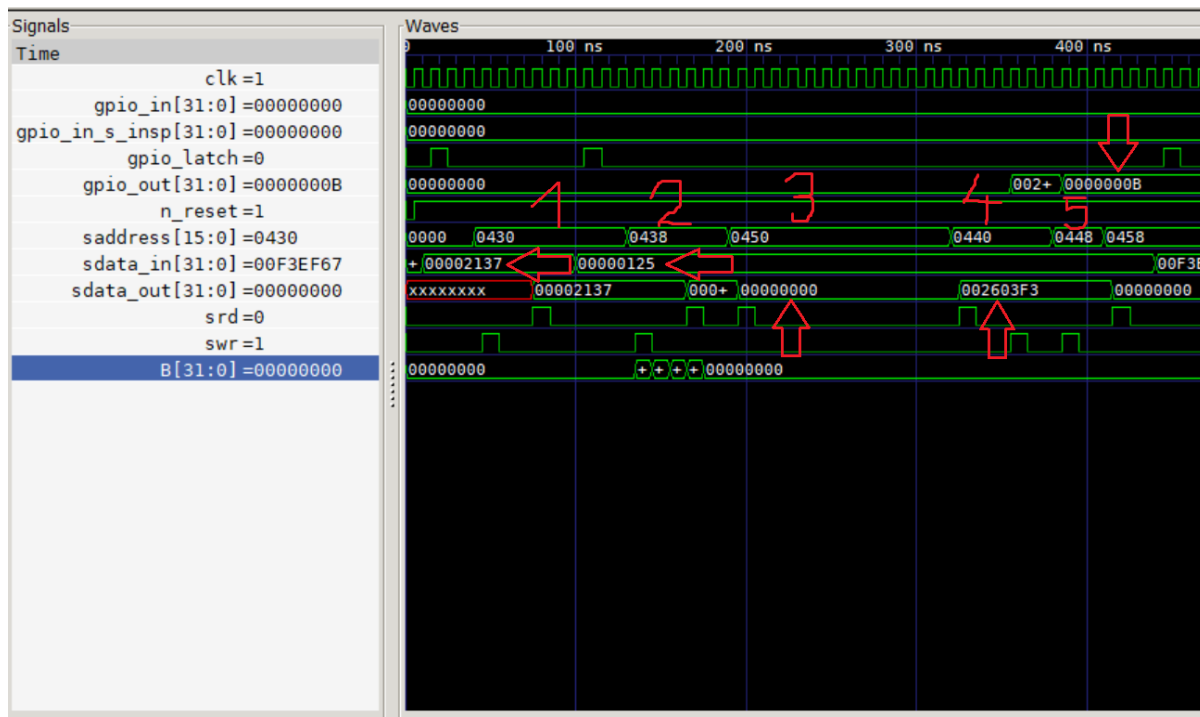 Signals
Waves
Time
0 100 ns 200 ns 300 ns 400 ns
clk =1
gpio_in[31:0] =00000000 00000000
gpio_in_s_insp[31:0] =00000000 00000000
gpio_latch=0
gpio_out[31:0] =0000000B 00000000 002+ 0000000B
1 2 3 4 5
n_reset=1
saddress[15:0] =0430 0000 0430 0438 0450 0440 0448 0458
sdata_in[31:0] =00F3EF67 + 00002137 00000125
sdata_out[31:0] =00000000 xxxxxxxx 00002137 000+ 00000000 002603F3 00000000
srd=0
swr=1
B[31:0] =00000000 00000000 + + + + 00000000